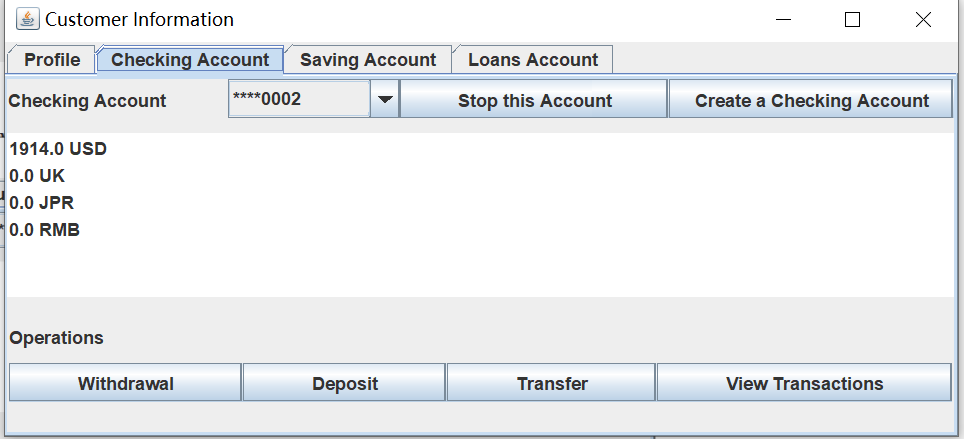 Customer Information
Profile Checking Account Saving Account Loans Account
Checking Account ****0002 Stop this Account Create a Checking Account
1914.0 USD
0.0 UK
0.0 JPR
0.0 RMB
Operations
Withdrawal Deposit Transfer View Transactions